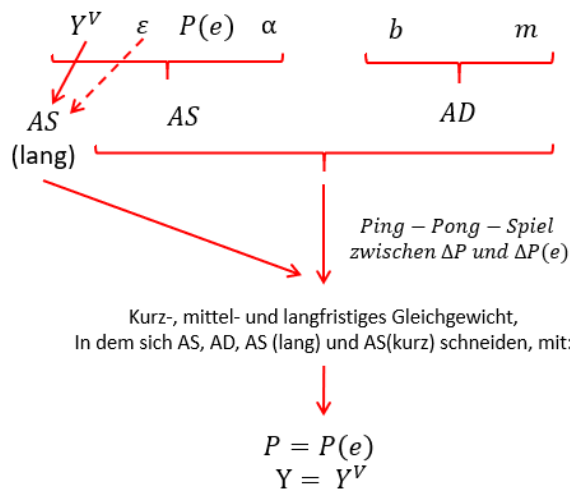 Y^V ε P(e) α b m
AS AS AD
(lang)
Ping − Pong − Spiel
zwischen ΔP und ΔP(e)
Kurz-, mittel- und langfristiges Gleichgewicht,
In dem sich AS, AD, AS (lang) und AS(kurz) schneiden, mit:
P = P(e)
Y = Y^V